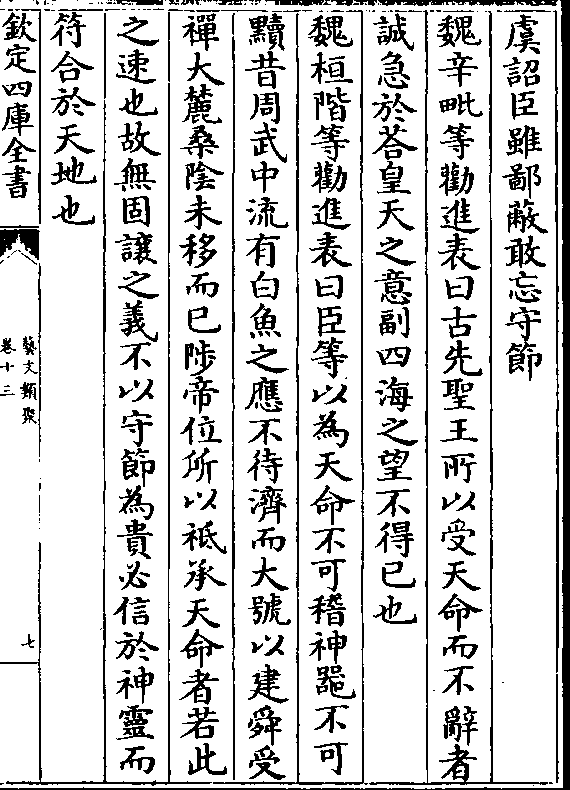 虞詔臣雖鄙蔽敢忘守節
魏辛毗等勸進表曰古先聖王所以受天命而不辭者
誠急於荅皇天之意副四海之望不得已也
魏桓階等勸進表曰臣等以為天命不可稽神器不可
黷昔周武中流有白魚之應不待濟而大號以建舜受
禪大麓桑陰未移而已陟帝位所以祗承天命者若此
之速也故無固讓之義不以守節為貴必信於神靈而
符合於天地也
欽定四庫全書
藝文類聚
卷十三
七